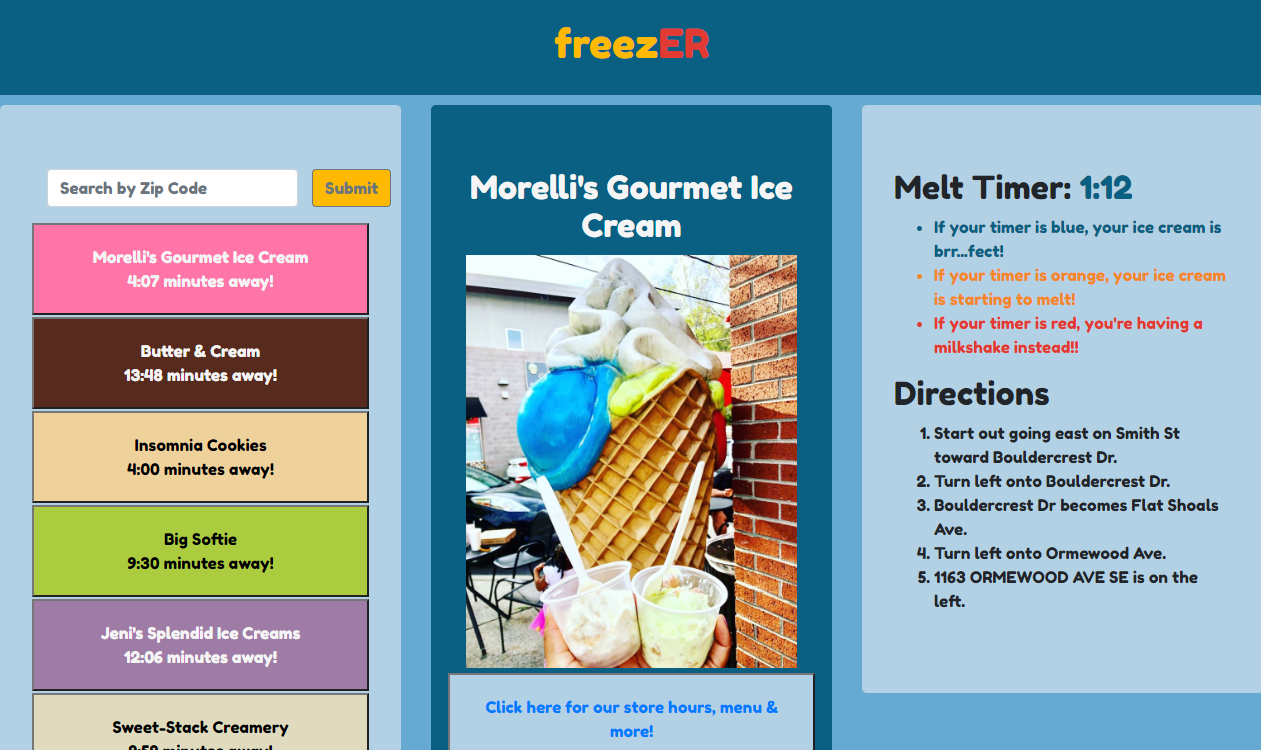 freezER
Search by Zip Code
Submit
Morelli's Gourmet Ice Cream
4:07 minutes away!
Butter & Cream
13:48 minutes away!
Insomnia Cookies
4:00 minutes away!
Big Softie
9:30 minutes away!
Jeni's Splendid Ice Creams
12:06 minutes away!
Sweet-Stack Creamery
minutes away!
Morelli's Gourmet Ice
Cream
Click here for our store hours, menu &
more!
Melt Timer: 1:12
• If your timer is blue, your ice cream is
brr...fect!
• If your timer is orange, your ice cream
is starting to melt!
• If your timer is red, you're having a
milkshake instead!!
Directions
1. Start out going east on Smith St
toward Bouldercrest Dr.
2. Turn left onto Bouldercrest Dr.
3. Bouldercrest Dr becomes Flat Shoals
Ave.
4. Turn left onto Ormewood Ave.
5. 1163 ORMEWOOD AVE SE is on the
left.